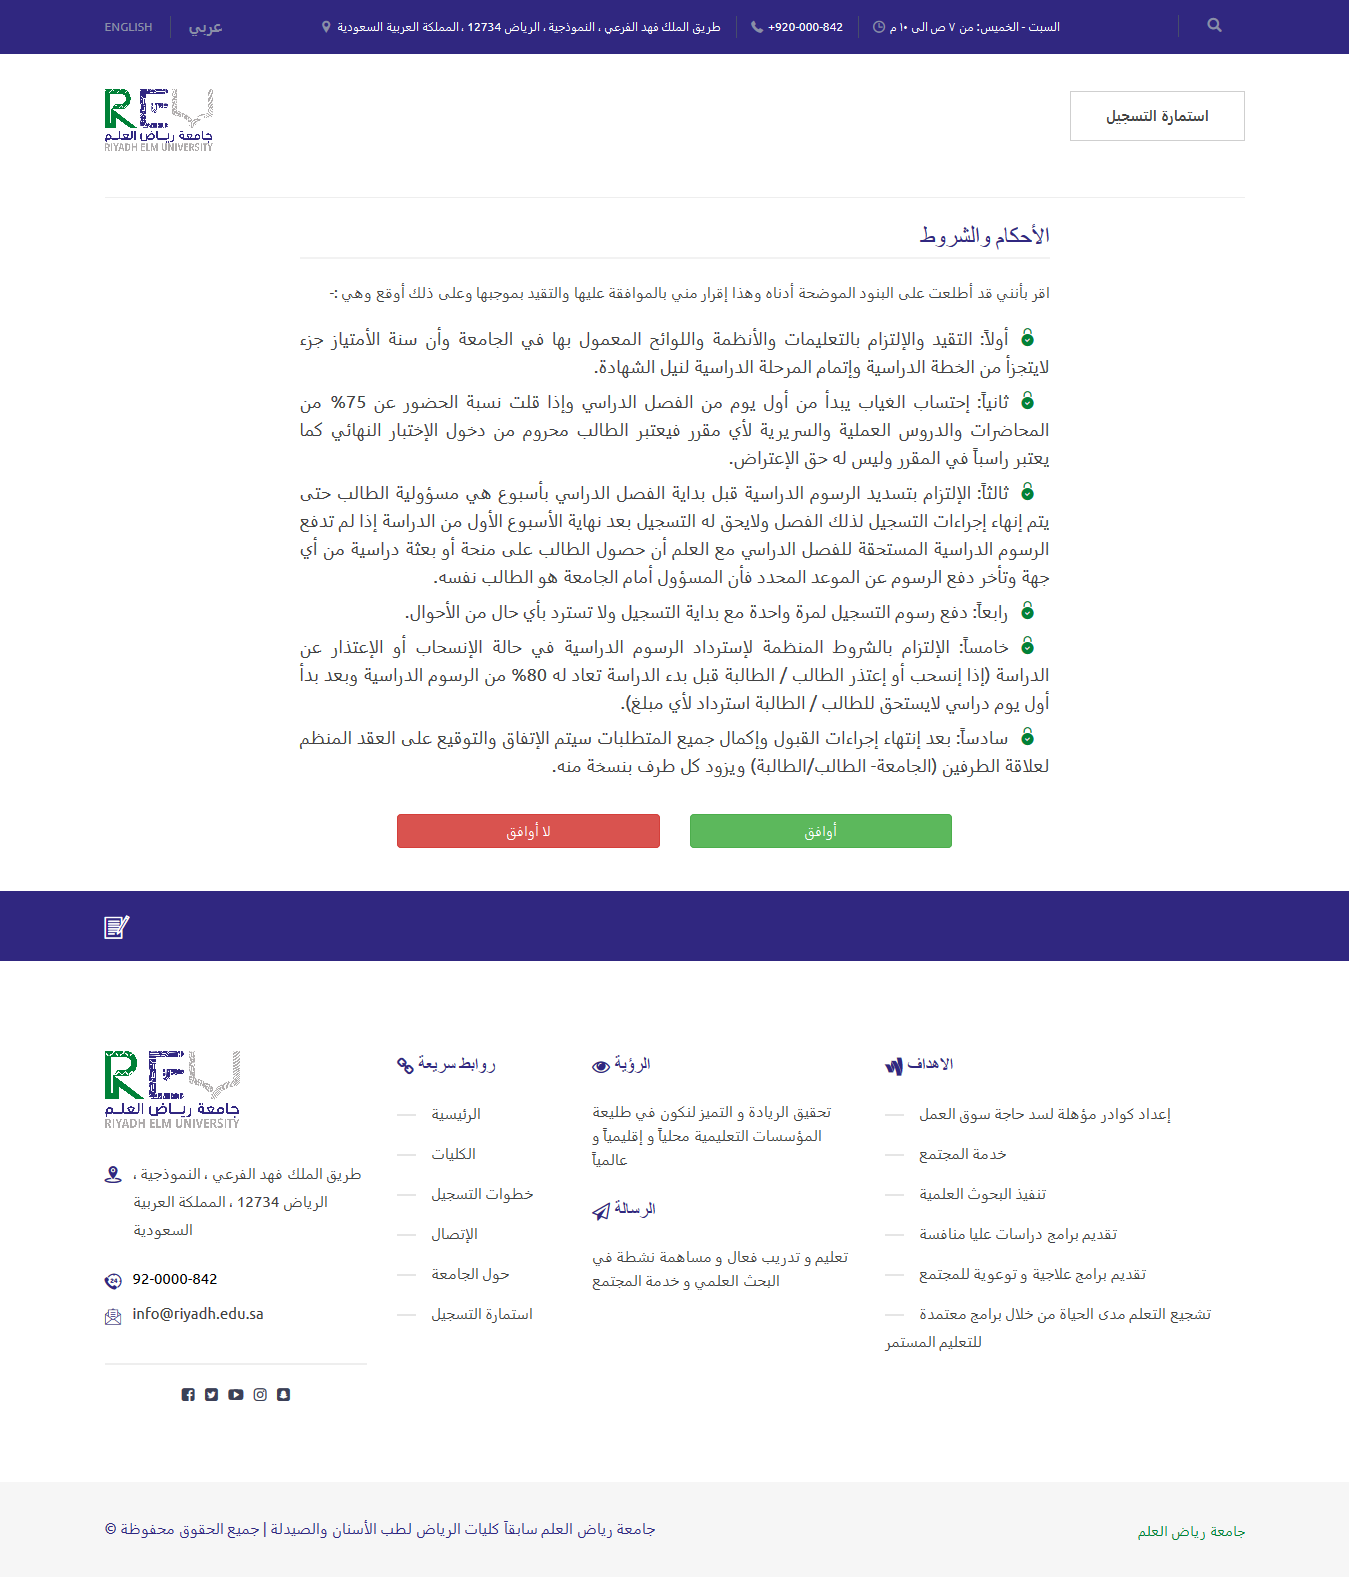 ENGLISH
عربي
طريق الملك فهد الفرعي ، النموذجية ، الرياض 12734 ، المملكة العربية السعودية
+920-000-842
السبت - الخميس: من ٧ ص الى ١٠ م
REU
جامعة رياض العلم
RIYADH ELM UNIVERSITY
استمارة التسجيل
الأحكام والشروط
اقر بأنني قد أطلعت على البنود الموضحة أدناه وهذا إقرار مني بالموافقة عليها والتقيد بموجبها وعلى ذلك أوقع وهي :-
أولاً: التقيد والإلتزام بالتعليمات والأنظمة واللوائح المعمول بها في الجامعة وأن سنة الأمتياز جزء
لايتجزأ من الخطة الدراسية وإتمام المرحلة الدراسية لنيل الشهادة.
ثانياً: إحتساب الغياب يبدأ من أول يوم من الفصل الدراسي وإذا قلت نسبة الحضور عن 75% من
المحاضرات والدروس العملية والسريرية لأي مقرر فيعتبر الطالب محروم من دخول الإختبار النهائي كما
يعتبر راسباً في المقرر وليس له حق الإعتراض.
ثالثاً: الإلتزام بتسديد الرسوم الدراسية قبل بداية الفصل الدراسي بأسبوع هي مسؤولية الطالب حتى
يتم إنهاء إجراءات التسجيل لذلك الفصل ولايحق له التسجيل بعد نهاية الأسبوع الأول من الدراسة إذا لم تدفع
الرسوم الدراسية المستحقة للفصل الدراسي مع العلم أن حصول الطالب على منحة أو بعثة دراسية من أي
جهة وتأخر دفع الرسوم عن الموعد المحدد فأن المسؤول أمام الجامعة هو الطالب نفسه.
رابعاً: دفع رسوم التسجيل لمرة واحدة مع بداية التسجيل ولا تسترد بأي حال من الأحوال.
خامساً: الإلتزام بالشروط المنظمة لإسترداد الرسوم الدراسية في حالة الإنسحاب أو الإعتذار عن
الدراسة (إذا إنسحب أو إعتذر الطالب / الطالبة قبل بدء الدراسة تعاد له 80% من الرسوم الدراسية وبعد بدأ
أول يوم دراسي لايستحق للطالب / الطالبة استرداد لأي مبلغ).
سادساً: بعد إنتهاء إجراءات القبول وإكمال جميع المتطلبات سيتم الإتفاق والتوقيع على العقد المنظم
لعلاقة الطرفين (الجامعة- الطالب/الطالبة) ويزود كل طرف بنسخة منه.
أوافق
لا أوافق
REU
جامعة رياض العلم
RIYADH ELM UNIVERSITY
طريق الملك فهد الفرعي ، النموذجية ،
الرياض 12734 ، المملكة العربية
السعودية
92-0000-842
info@riyadh.edu.sa
روابط سريعة
الرئيسية
الكليات
خطوات التسجيل
الإتصال
حول الجامعة
استمارة التسجيل
الرؤية
تحقيق الريادة و التميز لنكون في طليعة
المؤسسات التعليمية محلياً و إقليمياً و
عالمياً
الرسالة
تعليم و تدريب فعال و مساهمة نشطة في
البحث العلمي و خدمة المجتمع
الاهداف
إعداد كوادر مؤهلة لسد حاجة سوق العمل
خدمة المجتمع
تنفيذ البحوث العلمية
تقديم برامج دراسات عليا منافسة
تقديم برامج علاجية و توعوية للمجتمع
تشجيع التعلم مدى الحياة من خلال برامج معتمدة
للتعليم المستمر
جامعة رياض العلم سابقاً كليات الرياض لطب الأسنان والصيدلة | جميع الحقوق محفوظة ©
جامعة رياض العلم